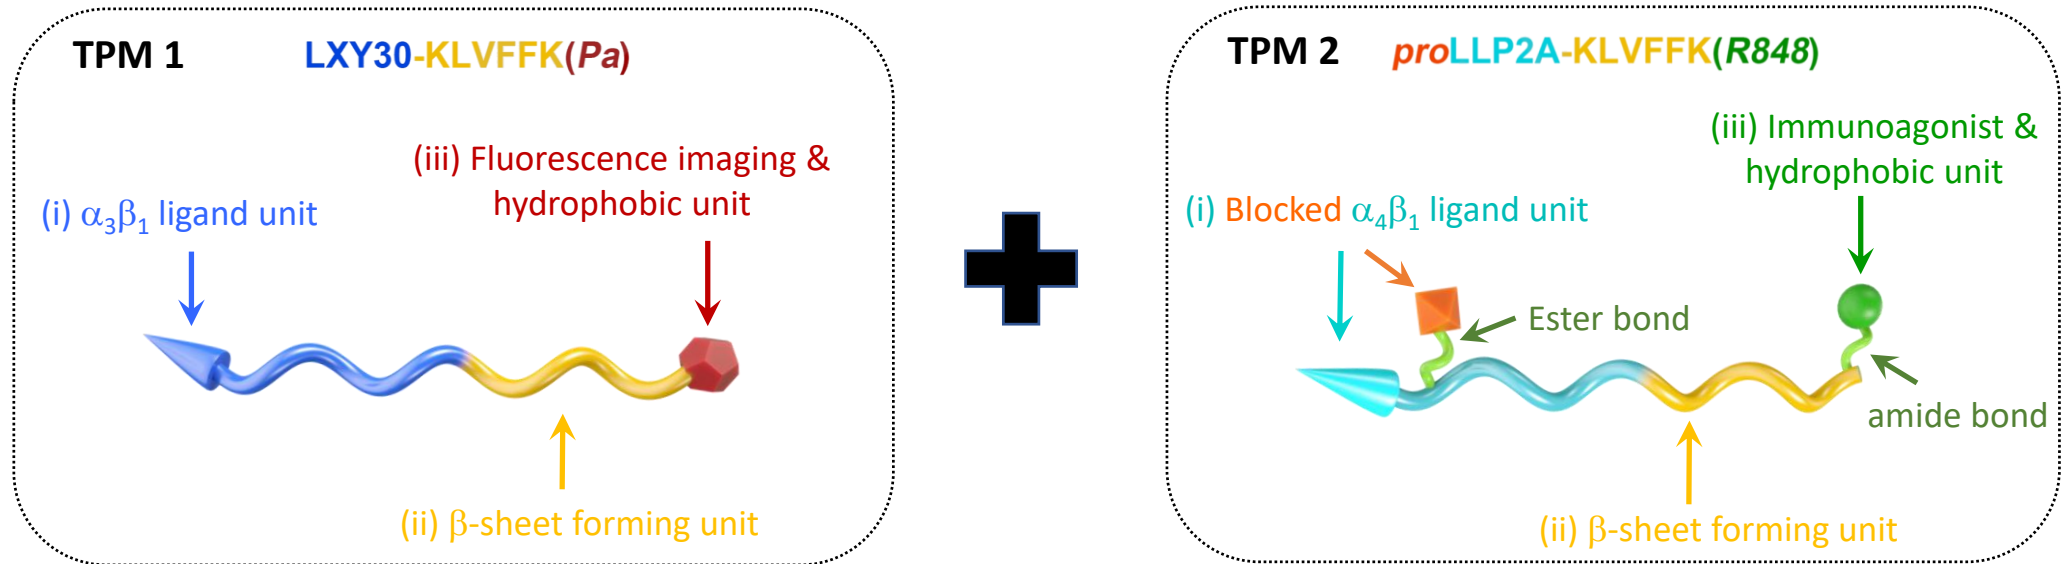 TPM 1 LXY30-KLVFFK(Pa)
(iii) Fluorescence imaging &
hydrophobic unit
(i) α3β1 ligand unit
(ii) β-sheet forming unit
TPM 2 proLLP2A-KLVFFK(R848)
(iii) Immunoagonist &
hydrophobic unit
(i) Blocked α4β1 ligand unit
Ester bond
amide bond
(ii) β-sheet forming unit